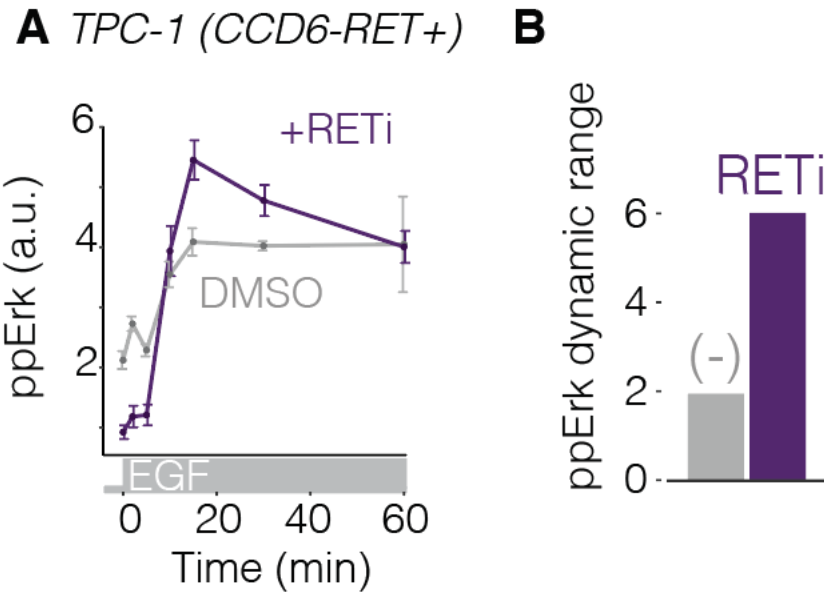 A TPC-1 (CCD6-RET+)
ppErk (a.u.)
6
4
2
+RETi
DMSO
EGF
0 20 40 60
Time (min)
B
ppErk dynamic range
6
4
2
0
(-)
RETi